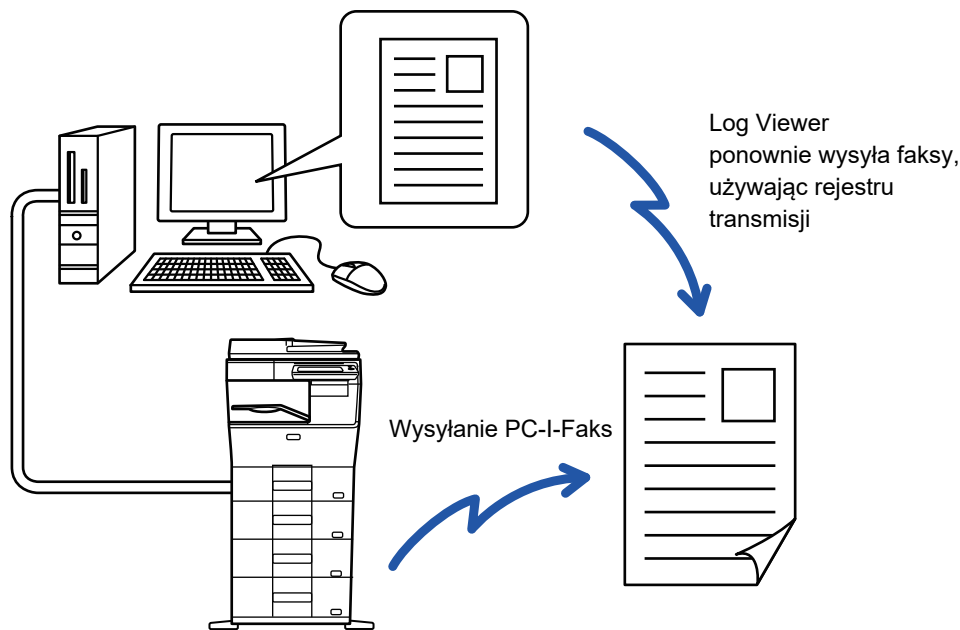 Log Viewer
ponownie wysyła faksy,
używając rejestru
transmisji
Wysyłanie PC-I-Faks